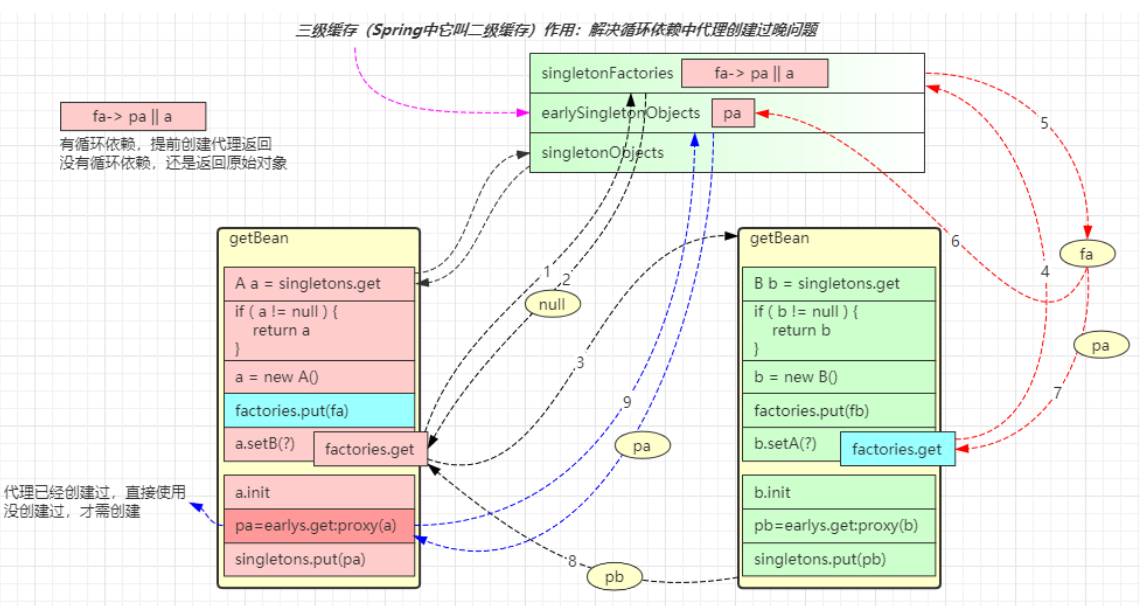 三级缓存（Spring中它叫二级缓存）作用：解决循环依赖中代理创建过晚问题
singletonFactories
fa-> pa || a
earlySingletonObjects
pa
singletonObjects
fa-> pa || a
有循环依赖，提前创建代理返回
没有循环依赖，还是返回原始对象
getBean
A a = singletons.get
if ( a != null ) {
return a
}
a = new A()
factories.put(fa)
a.setB(?)
factories.get
a.init
pa=earlys.get:proxy(a)
singletons.put(pa)
代理已经创建过，直接使用
没创建过，才需创建
1
2
null
3
9
pa
8
pb
getBean
B b = singletons.get
if ( b != null ) {
return b
}
b = new B()
factories.put(fb)
b.setA(?)
factories.get
b.init
pb=earlys.get:proxy(b)
singletons.put(pb)
5
6
4
fa
pa
7